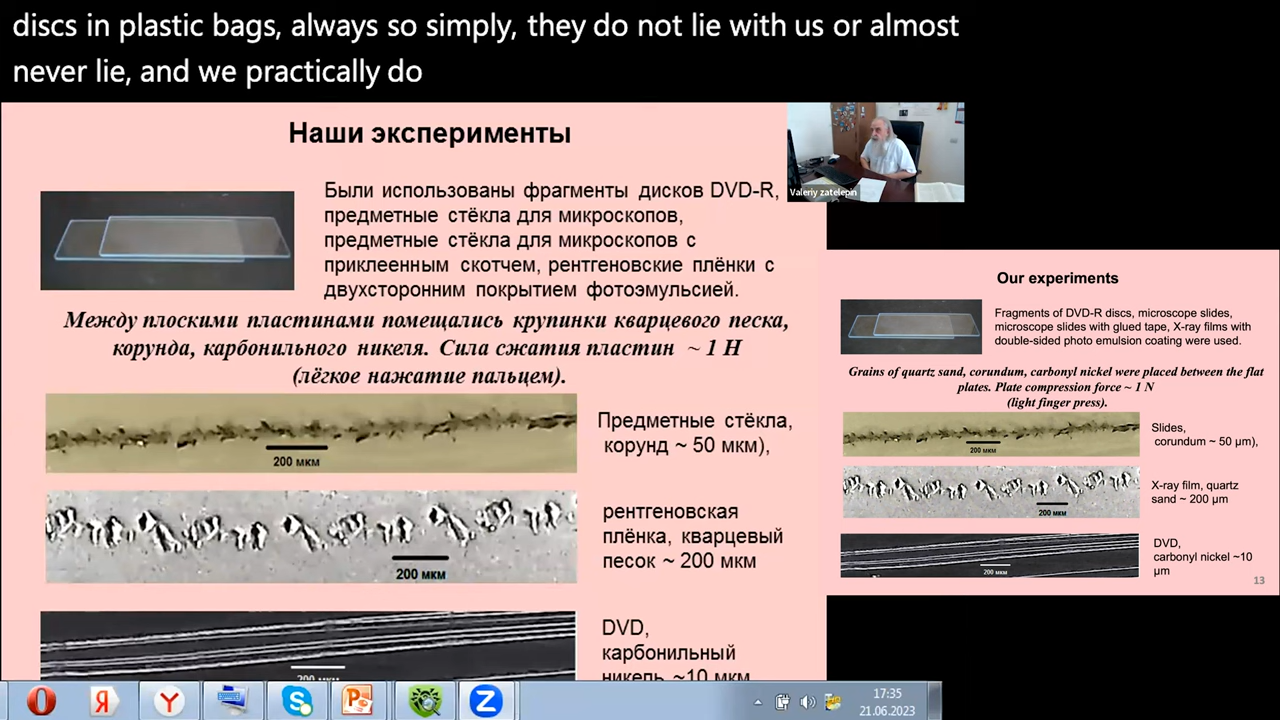 discs in plastic bags, always so simply, they do not lie with us or almost
never lie, and we practically do
Наши эксперименты
Были использованы фрагменты дисков DVD-R,
предметные стёкла для микроскопов,
предметные стёкла для микроскопов с
приклеенным скотчем, рентгеновские плёнки с
двухсторонним покрытием фотоэмульсией.
Между плоскими пластинами помещались крупинки кварцевого песка,
корунда, карбонильного никеля. Сила сжатия пластин ~ 1 Н
(лёгкое нажатие пальцем).
200 мкм
Предметные стёкла,
корунд ~ 50 мкм),
200 мкм
рентгеновская
плёнка, кварцевый
песок ~ 200 мкм
200 мкм
DVD,
карбонильный
никель ~10 мкм
Valeriy zatelepin
Our experiments
Fragments of DVD-R discs, microscope slides,
microscope slides with glued tape, X-ray films with
double-sided photo emulsion coating were used.
Grains of quartz sand, corundum, carbonyl nickel were placed between the flat
plates. Plate compression force ~ 1 N
(light finger press).
200 мкм
Slides,
corundum ~ 50 µm),
200 мкм
X-ray film, quartz
sand ~ 200 µm
200 мкм
DVD,
carbonyl nickel ~10
µm
13
17:35
21.06.2023